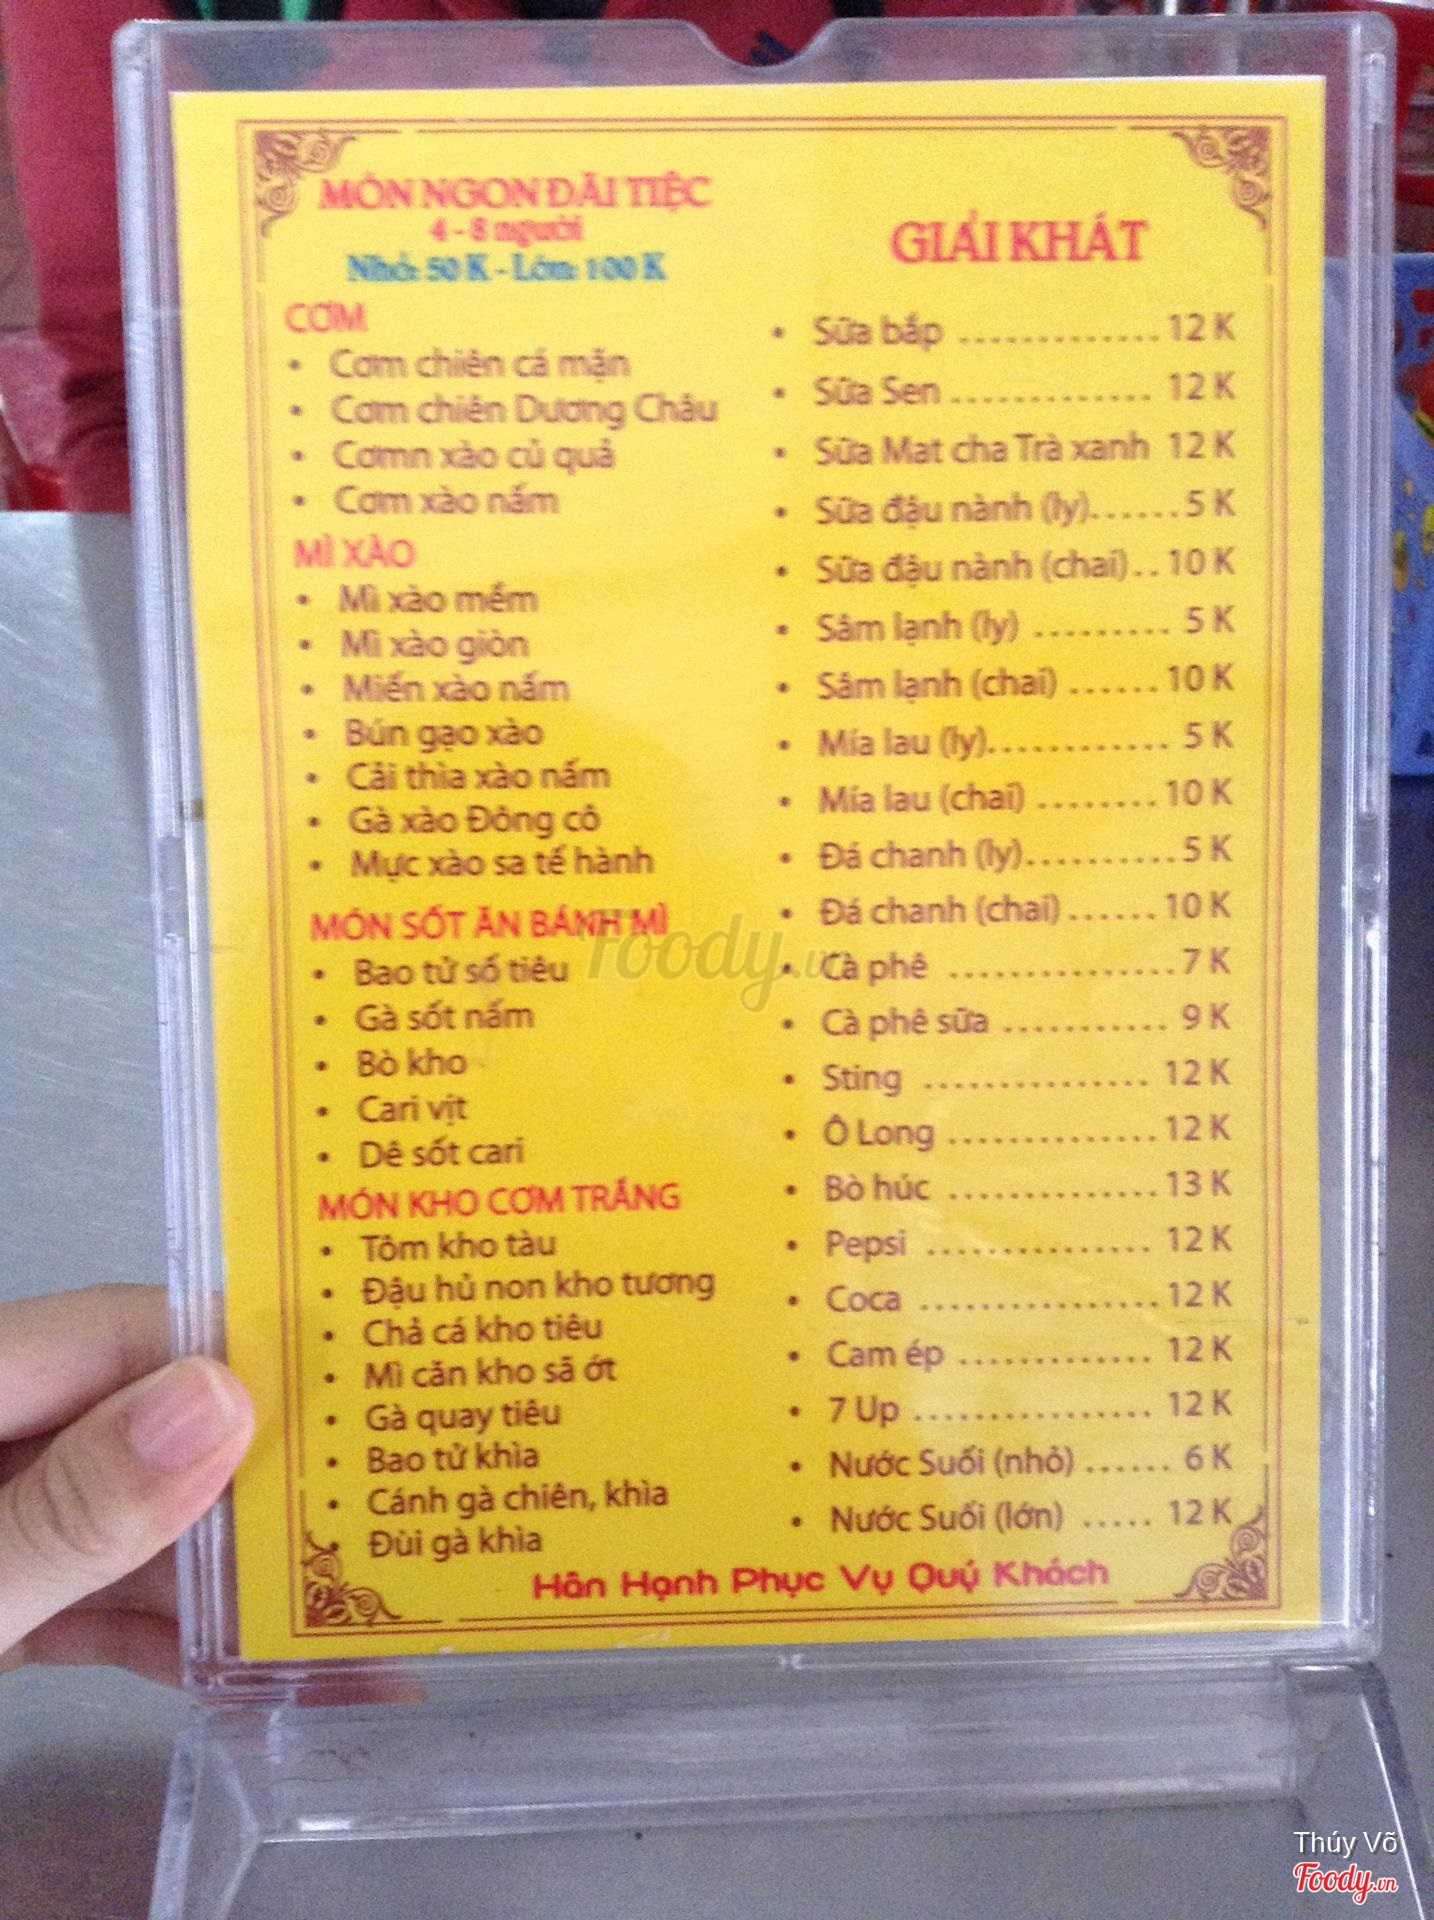 MÓN NGON ĐÃI TIỆC
4 - 8 người
Nhỏ: 50 K - Lớn: 100 K
CƠM
• Cơm chiên cá mặn
• Cơm chiên Dương Châu
• Cơmn xào củ quả
• Cơm xào nấm
MÌ XÀO
• Mì xào mềm
• Mì xào giòn
• Miến xào nấm
• Bún gạo xào
• Cải thìa xào nấm
• Gà xào Đông cô
• Mực xào sa tế hành
MÓN SỐT ĂN BÁNH MÌ
• Bao tử số tiêu
• Gà sốt nấm
• Bò kho
• Cari vịt
• Dê sốt cari
MÓN KHO CƠM TRẮNG
• Tôm kho tàu
• Đậu hủ non kho tương
• Chả cá kho tiêu
• Mì căn kho sã ớt
• Gà quay tiêu
• Bao tử khìa
• Cánh gà chiên, khìa
• Đùi gà khìa
GIẢI KHÁT
• Sữa bắp ............. 12 K
• Sữa Sen ............. 12 K
• Sữa Mat cha Trà xanh 12 K
• Sữa đậu nành (ly)...... 5 K
• Sữa đậu nành (chai) .. 10 K
• Sâm lạnh (ly) ......... 5 K
• Sâm lạnh (chai) ...... 10 K
• Mía lau (ly)............ 5 K
• Mía lau (chai) ........ 10 K
• Đá chanh (ly).......... 5 K
• Đá chanh (chai) ...... 10 K
• Cà phê ............... 7 K
• Cà phê sữa ........... 9 K
• Sting ............... 12 K
• Ô Long .............. 12 K
• Bò húc .............. 13 K
• Pepsi ............... 12 K
• Coca ................ 12 K
• Cam ép ............. 12 K
• 7 Up ................ 12 K
• Nước Suối (nhỏ) ...... 6 K
• Nước Suối (lớn) ..... 12 K
Hân Hạnh Phục Vụ Quý Khách
Foody.vn
Thúy Võ
Foody.vn